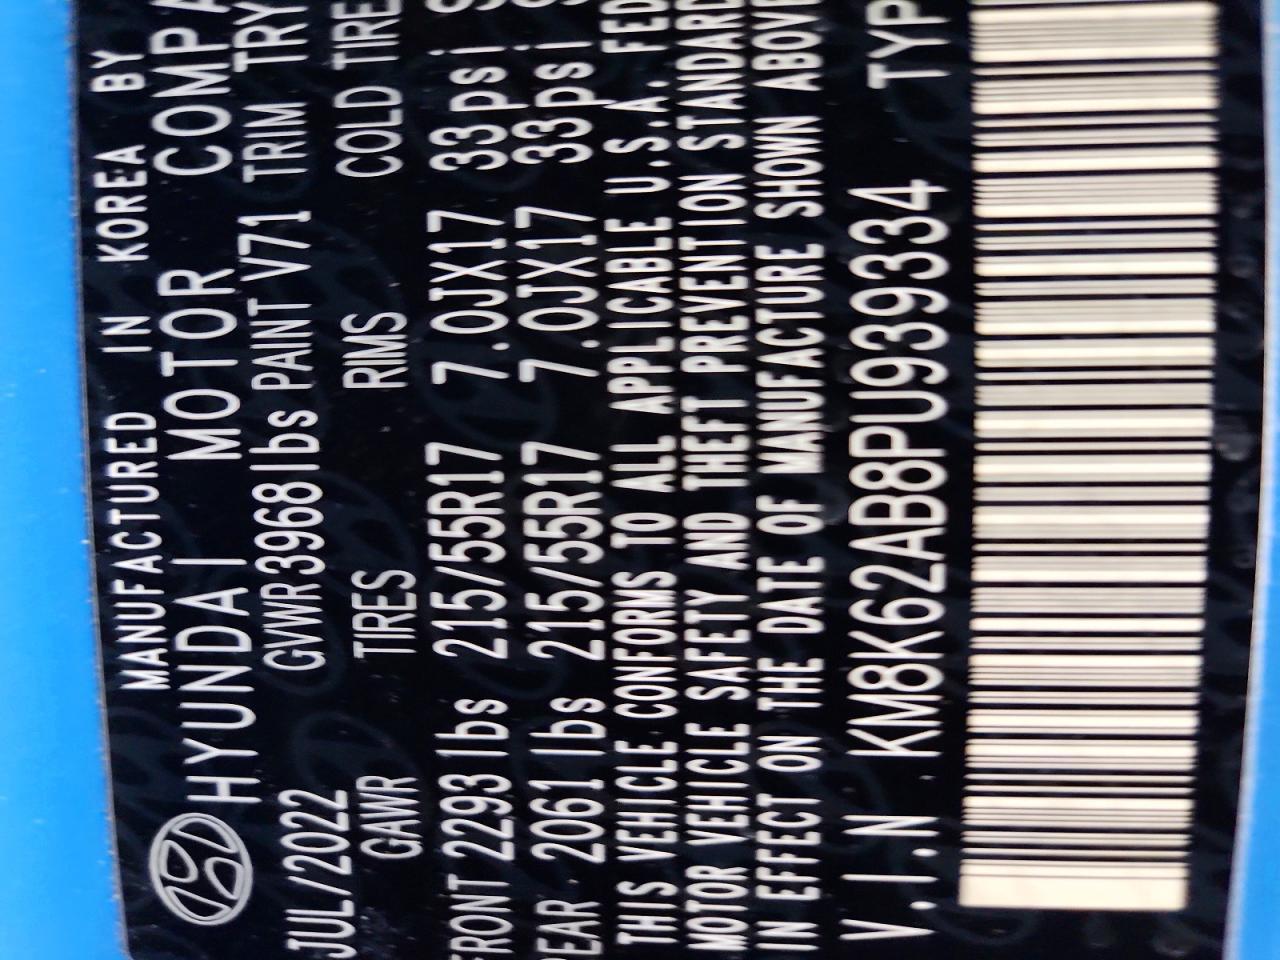 MANUFACTURED IN KOREA BY
HYUNDAI MOTOR COMPA
JUL/2022 GVWR 3968 lbs PAINT V71 TRIM TRY
GAWR TIRES RIMS COLD TIRE
FRONT 2293 lbs 215/55R17 7.0JX17 33psi
REAR 2061 lbs 215/55R17 7.0JX17 33psi
THIS VEHICLE CONFORMS TO ALL APPLICABLE U.S.A. FED
MOTOR VEHICLE SAFETY AND THEFT PREVENTION STANDARD
IN EFFECT ON THE DATE OF MANUFACTURE SHOWN ABOVE
V.I.N. KM8K62AB8PU939334 TYP